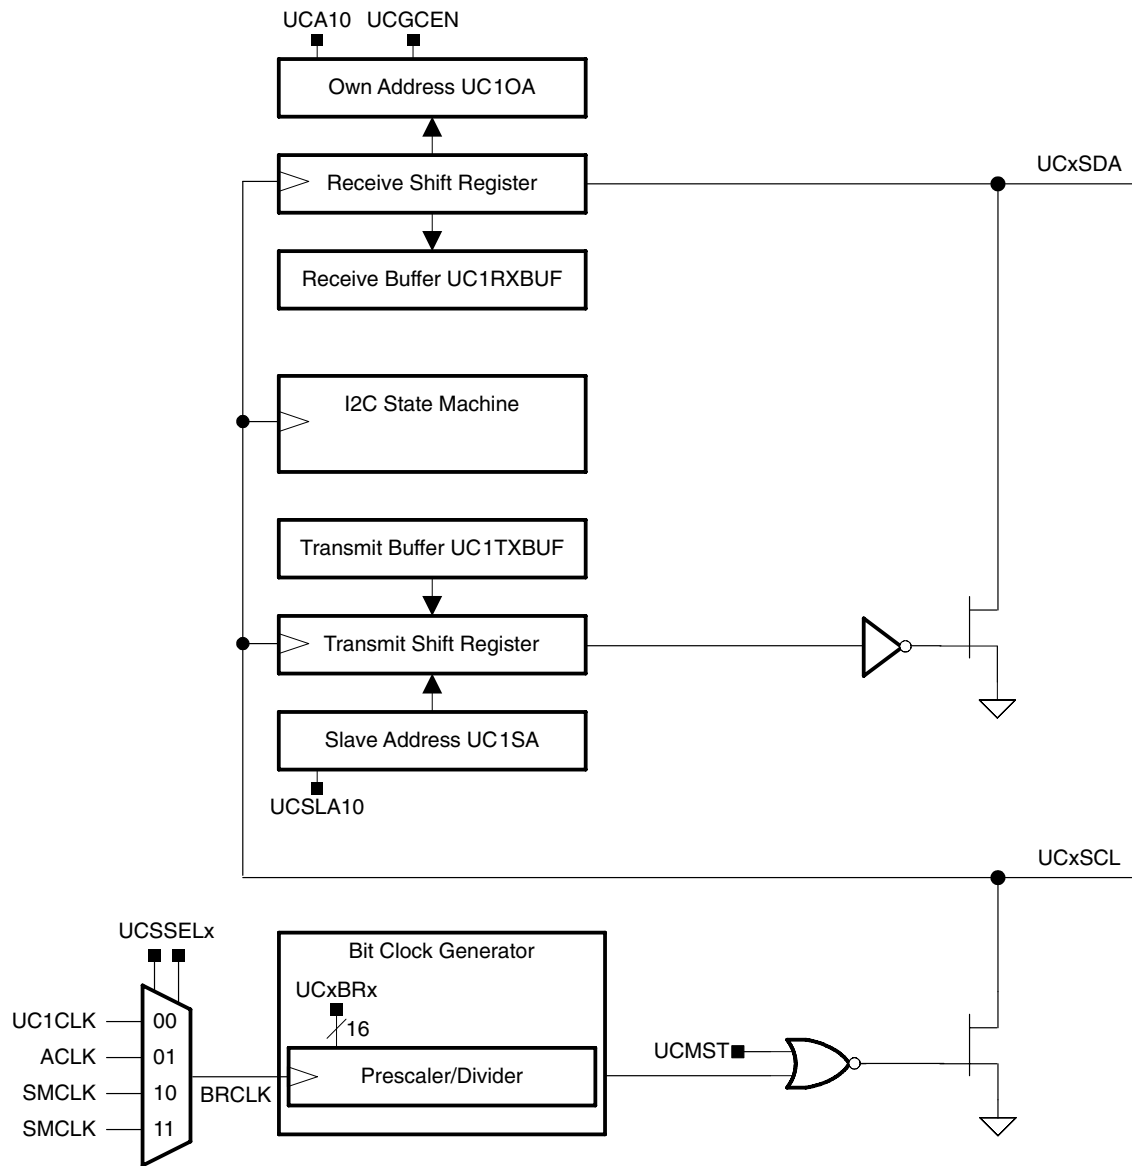 UCA10 UCGCEN
Own Address UC1OA
UCxSDA
Receive Shift Register
Receive Buffer UC1RXBUF
I2C State Machine
Transmit Buffer UC1TXBUF
Transmit Shift Register
Slave Address UC1SA
UCSLA10
UCxSCL
UCSSELx
Bit Clock Generator
UCxBRx
16
UC1CLK 00
ACLK 01
SMCLK 10
SMCLK 11
BRCLK
Prescaler/Divider
UCMST